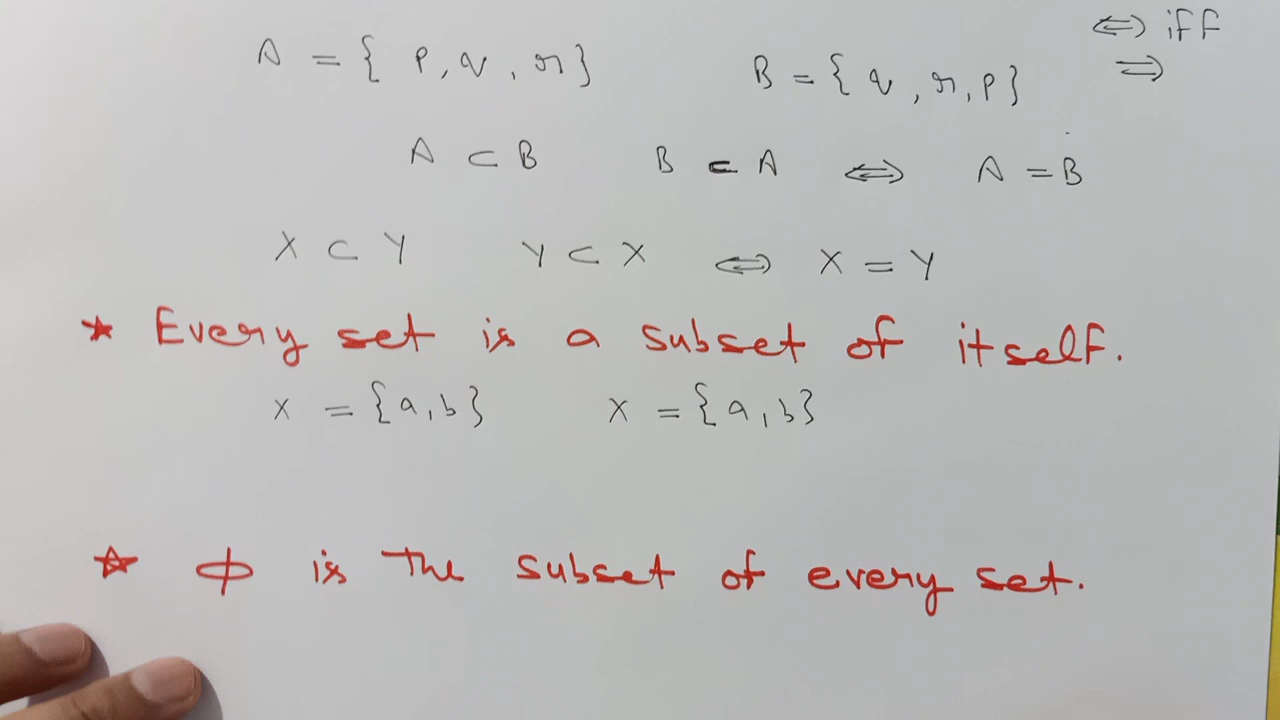 ⇔ iff
A = { p, q, r }  B = { q, r, p }  ⇒
A ⊂ B  B ⊂ A  ⇔  A = B
X ⊂ Y  Y ⊂ X  ⇔  X = Y
★ Every set is a subset of itself.
X = {a, b}  X = {a, b}
☆ ϕ is the subset of every set.